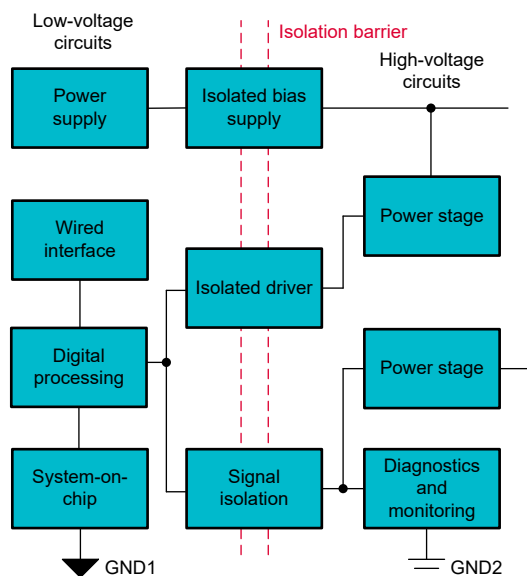 Low-voltage
circuits
Isolation barrier
High-voltage
circuits
Power
supply
Isolated bias
supply
Wired
interface
Power stage
Isolated driver
Digital
processing
Power stage
System-on-
chip
Signal
isolation
Diagnostics
and
monitoring
GND1
GND2